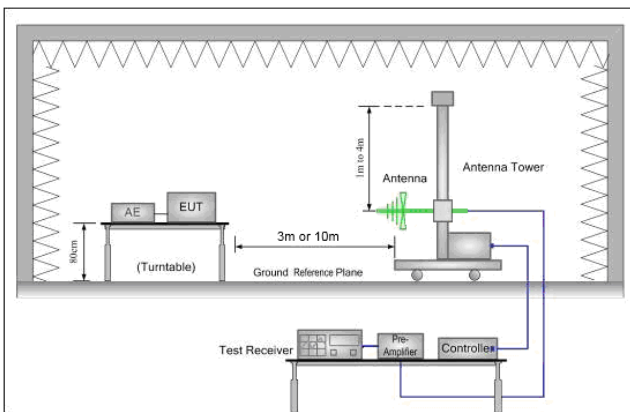 1m to 4m
Antenna
Antenna Tower
AE
EUT
80cm
3m or 10m
(Turntable)
Ground Reference Plane
Test Receiver
Pre-
Amplifier
Controller